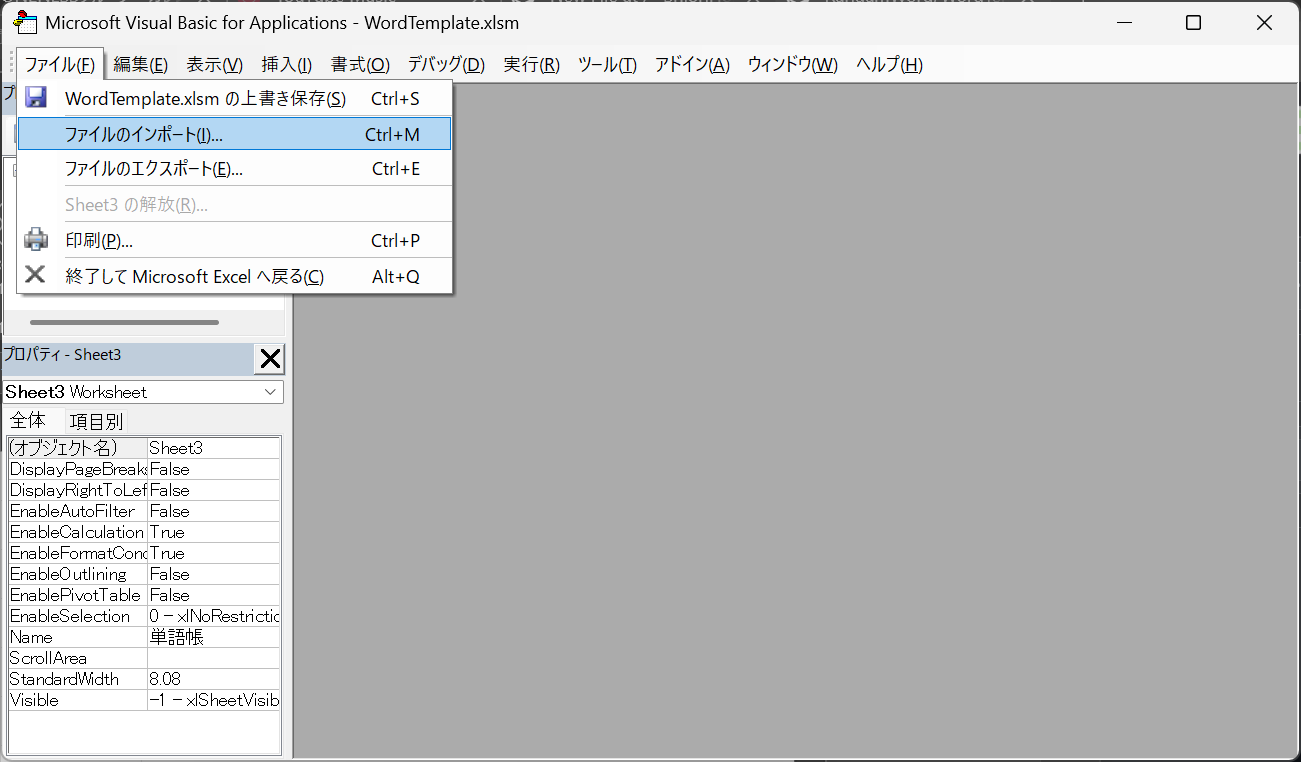 Microsoft Visual Basic for Applications - WordTemplate.xlsm
ファイル(F) 編集(E) 表示(V) 挿入(I) 書式(O) デバッグ(D) 実行(R) ツール(T) アドイン(A) ウィンドウ(W) ヘルプ(H)
WordTemplate.xlsm の上書き保存(S) Ctrl+S
ファイルのインポート(I)... Ctrl+M
ファイルのエクスポート(E)... Ctrl+E
Sheet3 の解放(R)...
印刷(P)... Ctrl+P
終了して Microsoft Excel へ戻る(C) Alt+Q
プロパティ - Sheet3
Sheet3 Worksheet
全体 項目別
(オブジェクト名) Sheet3
DisplayPageBreaks False
DisplayRightToLef False
EnableAutoFilter False
EnableCalculation True
EnableFormatCond True
EnableOutlining False
EnablePivotTable False
EnableSelection 0 - xlNoRestrictio
Name 単語帳
ScrollArea
StandardWidth 8.08
Visible -1 - xlSheetVisib